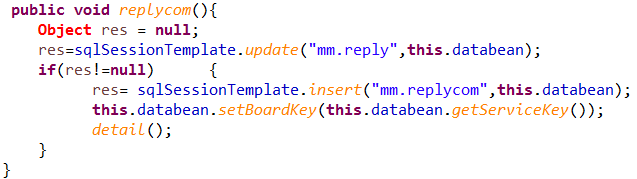 public void replycom(){
Object res = null;
res=sqlSessionTemplate.update("mm.reply",this.databean);
if(res!=null) {
res= sqlSessionTemplate.insert("mm.replycom",this.databean);
this.databean.setBoardKey(this.databean.getServiceKey());
detail();
}
}